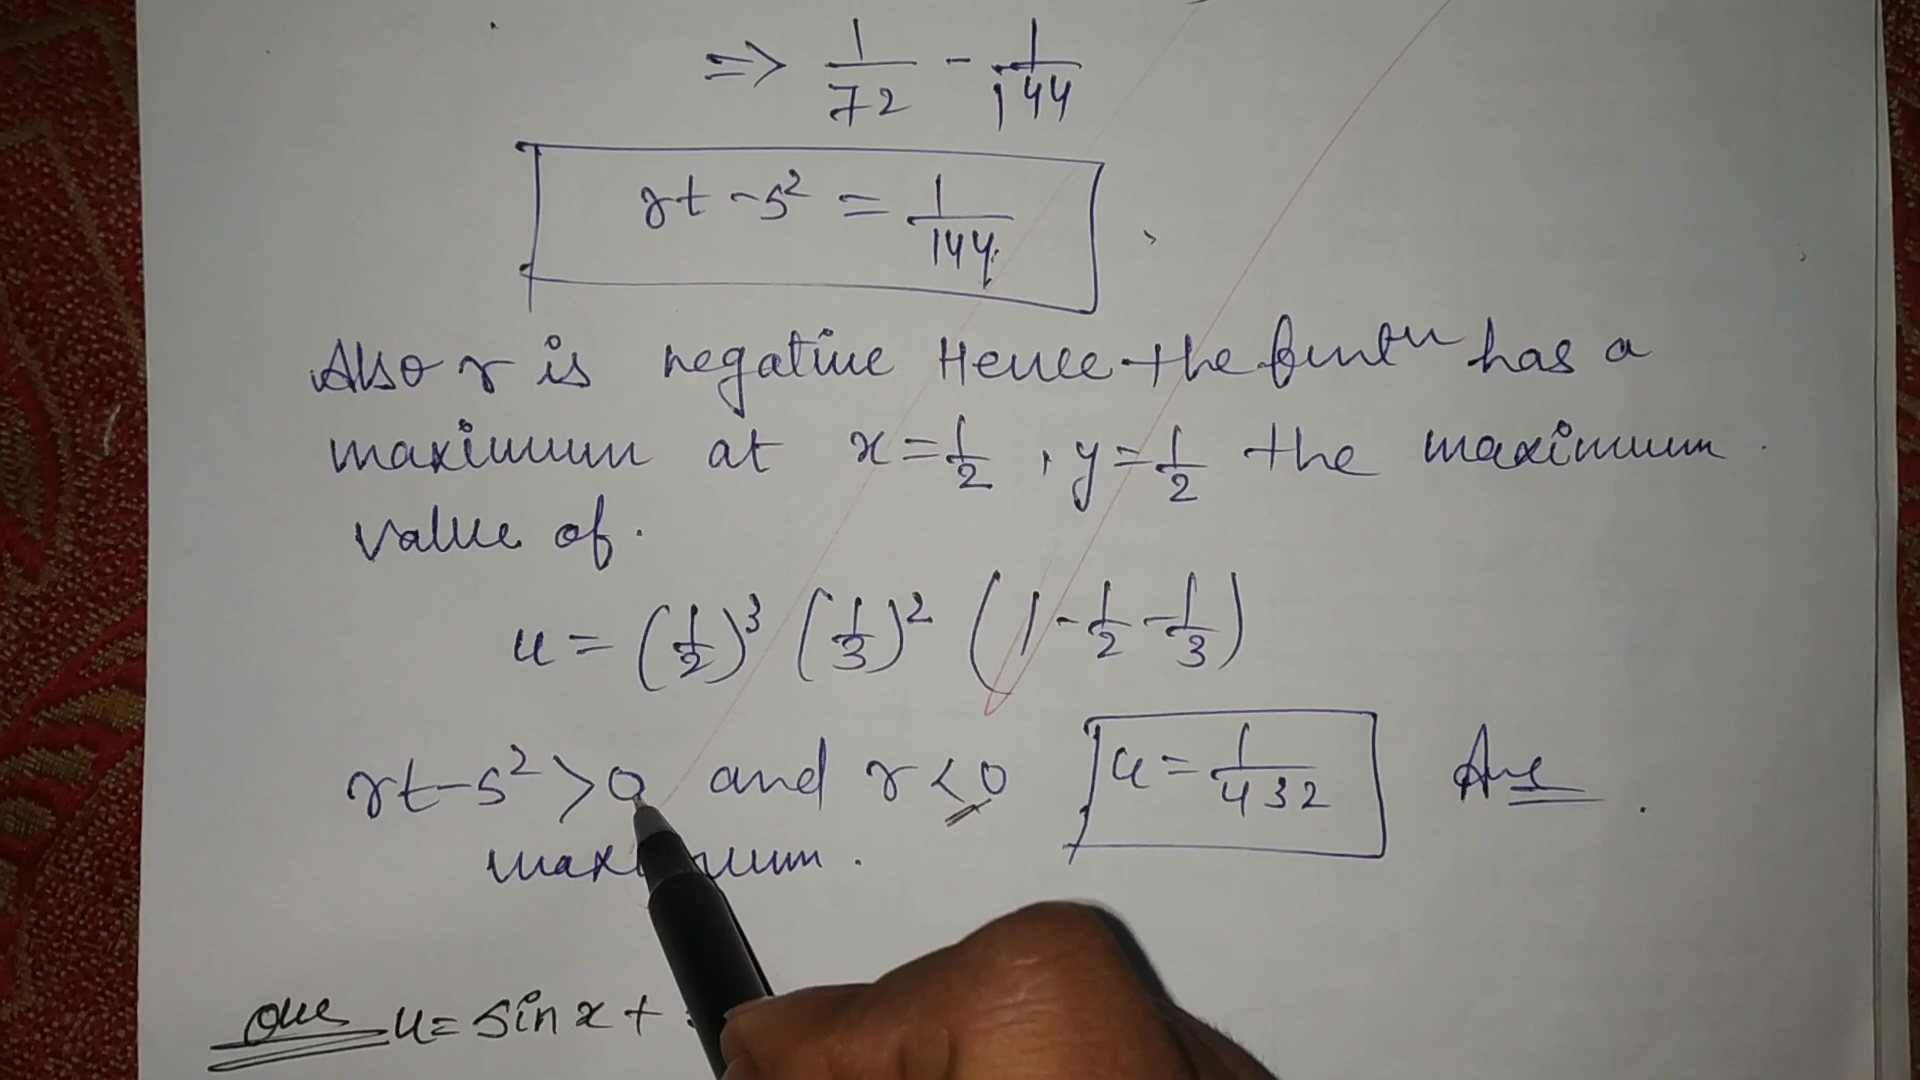 => 1/72 - 1/144
rt - s² = 1/144
Also r is negative Hence the funtⁿ has a
maximum at x = 1/2 , y = 1/2 the maximum
value of.
u = (1/2)³ (1/3)² (1 - 1/2 - 1/3)
rt - s² > 0 and r < 0 u = 1/432 Ans
maximum.
Que u = sin x +